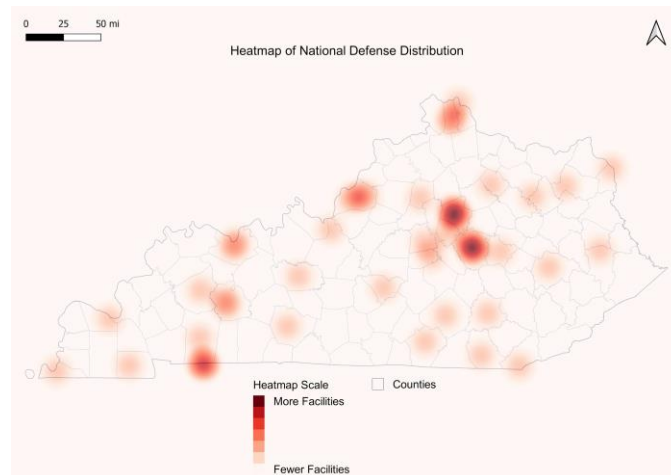 0 25 50 mi
Heatmap of National Defense Distribution
Heatmap Scale
Counties
More Facilities
Fewer Facilities